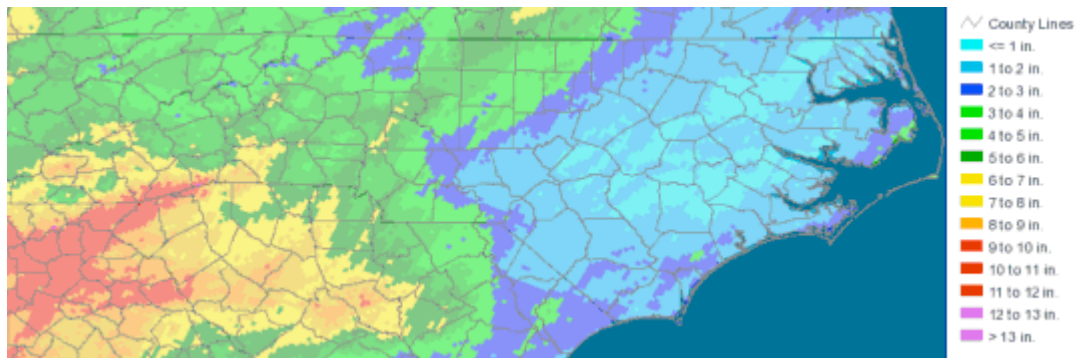 County Lines
<= 1 in.
1 to 2 in.
2 to 3 in.
3 to 4 in.
4 to 5 in.
5 to 6 in.
6 to 7 in.
7 to 8 in.
8 to 9 in.
9 to 10 in.
10 to 11 in.
11 to 12 in.
12 to 13 in.
> 13 in.